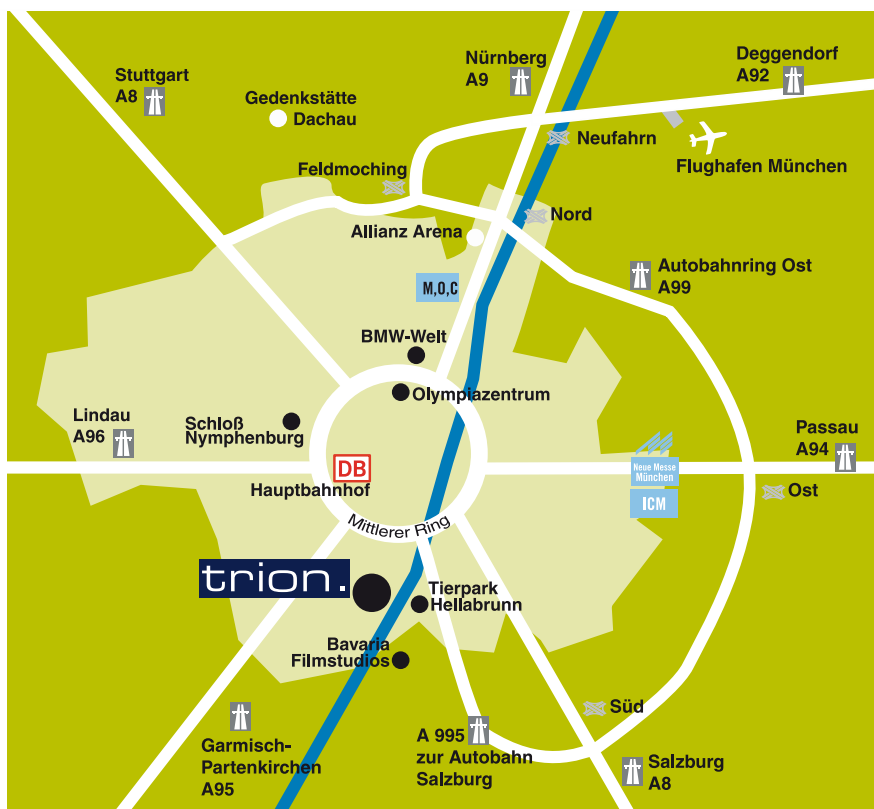 Nürnberg
A9
Deggendorf
A92
Stuttgart
A8
Gedenkstätte
Dachau
Neufahrn
Flughafen München
Feldmoching
Nord
Allianz Arena
Autobahnring Ost
A99
M,O,C
BMW-Welt
Olympiazentrum
Lindau
A96
Schloß
Nymphenburg
Passau
A94
DB
Hauptbahnhof
Neue Messe
München
ICM
Ost
Mittlerer Ring
trion.
Tierpark
Hellabrunn
Bavaria
Filmstudios
Süd
Garmisch-
Partenkirchen
A95
A 995
zur Autobahn
Salzburg
Salzburg
A8